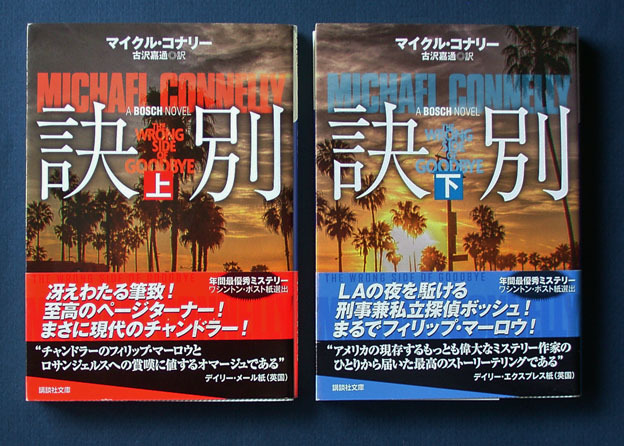 マイクル・コナリー
古沢嘉通◎訳
MICHAEL CONNELLY
A BOSCH NOVEL
訣別
THE
WRONG
SIDE
OF
GOODBYE
上
冴えわたる筆致!
至高のページターナー!
まさに現代のチャンドラー!
年間最優秀ミステリー
ワシントン・ポスト紙選出
“チャンドラーのフィリップ・マーロウと
ロサンジェルスへの賞嘆に値するオマージュである”
デイリー・メール紙(英国)
講談社文庫
マイクル・コナリー
古沢嘉通◎訳
MICHAEL CONNELLY
A BOSCH NOVEL
訣別
THE
WRONG
SIDE
OF
GOODBYE
下
THE WRONG SIDE OF GOODBYE
LAの夜を駈ける
刑事兼私立探偵ボッシュ!
まるでフィリップ・マーロウ!
年間最優秀ミステリー
ワシントン・ポスト紙選出
“アメリカの現存するもっとも偉大なミステリー作家の
ひとりから届いた最高のストーリーテリングである”
デイリー・エクスプレス紙(英国)
講談社文庫